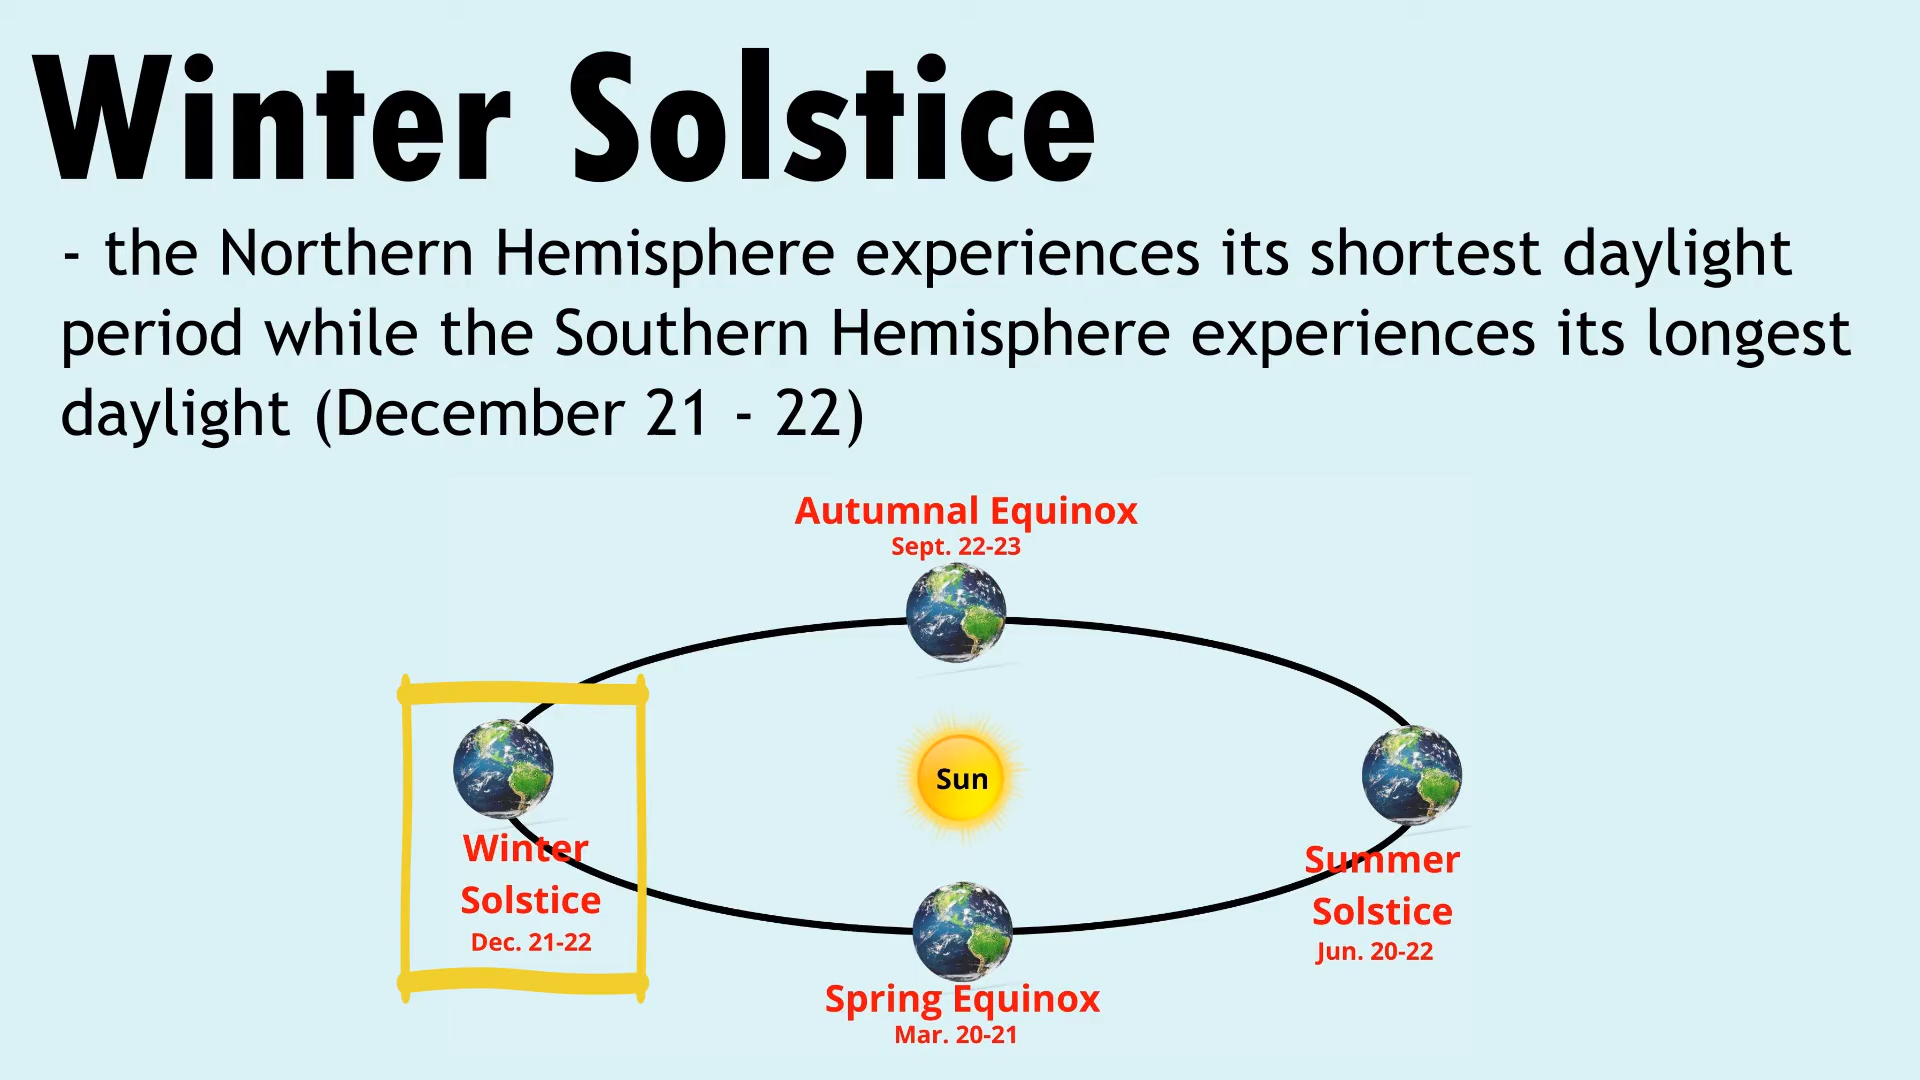 Winter Solstice
- the Northern Hemisphere experiences its shortest daylight
period while the Southern Hemisphere experiences its longest
daylight (December 21 - 22)
Autumnal Equinox
Sept. 22-23
Sun
Winter
Solstice
Dec. 21-22
Summer
Solstice
Jun. 20-22
Spring Equinox
Mar. 20-21